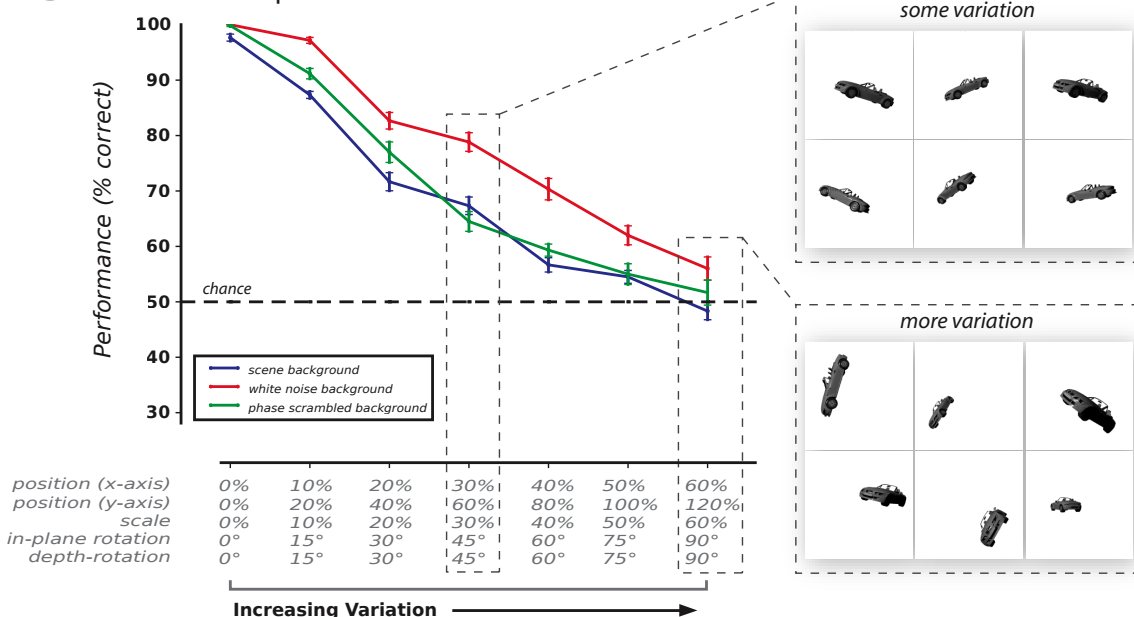 some variation
100
90
80
70
60
50
40
30
Performance (% correct)
chance
scene background
white noise background
phase scrambled background
more variation
position (x-axis) 0% 10% 20% 30% 40% 50% 60%
position (y-axis) 0% 20% 40% 60% 80% 100% 120%
scale 0% 10% 20% 30% 40% 50% 60%
in-plane rotation 0° 15° 30° 45° 60° 75° 90°
depth-rotation 0° 15° 30° 45° 60° 75° 90°
Increasing Variation